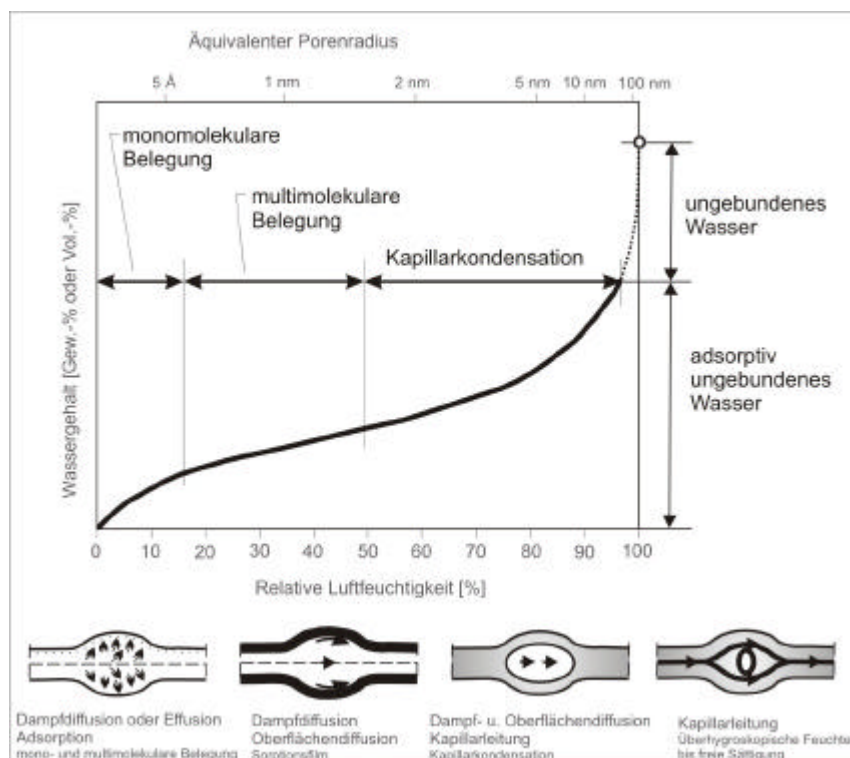 Äquivalenter Porenradius
5 Å 1 nm 2 nm 5 nm 10 nm 100 nm
monomolekulare
Belegung
multimolekulare
Belegung
Kapillarkondensation
ungebundenes
Wasser
adsorptiv
ungebundenes
Wasser
Wassergehalt [Gew.-% oder Vol.-%]
0 10 20 30 40 50 60 70 80 90 100
Relative Luftfeuchtigkeit [%]
Dampfdiffusion oder Effusion
Adsorption
mono- und multimolekulare Belegung
Dampfdiffusion
Oberflächendiffusion
Sorptionsfilm
Dampf- u. Oberflächendiffusion
Kapillarleitung
Kapillarkondensation
Kapillarleitung
Überhygroskopische Feuchte
bis freie Sättigung